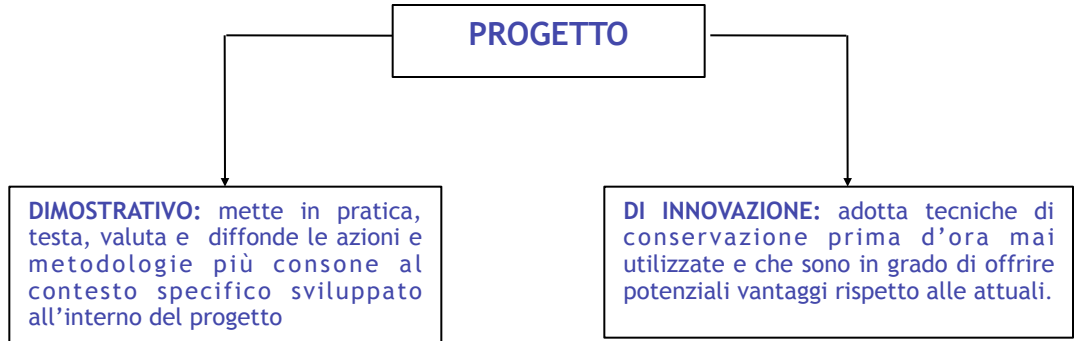 PROGETTO
DIMOSTRATIVO: mette in pratica,
testa, valuta e diffonde le azioni e
metodologie più consone al
contesto specifico sviluppato
all’interno del progetto
DI INNOVAZIONE: adotta tecniche di
conservazione prima d’ora mai
utilizzate e che sono in grado di offrire
potenziali vantaggi rispetto alle attuali.